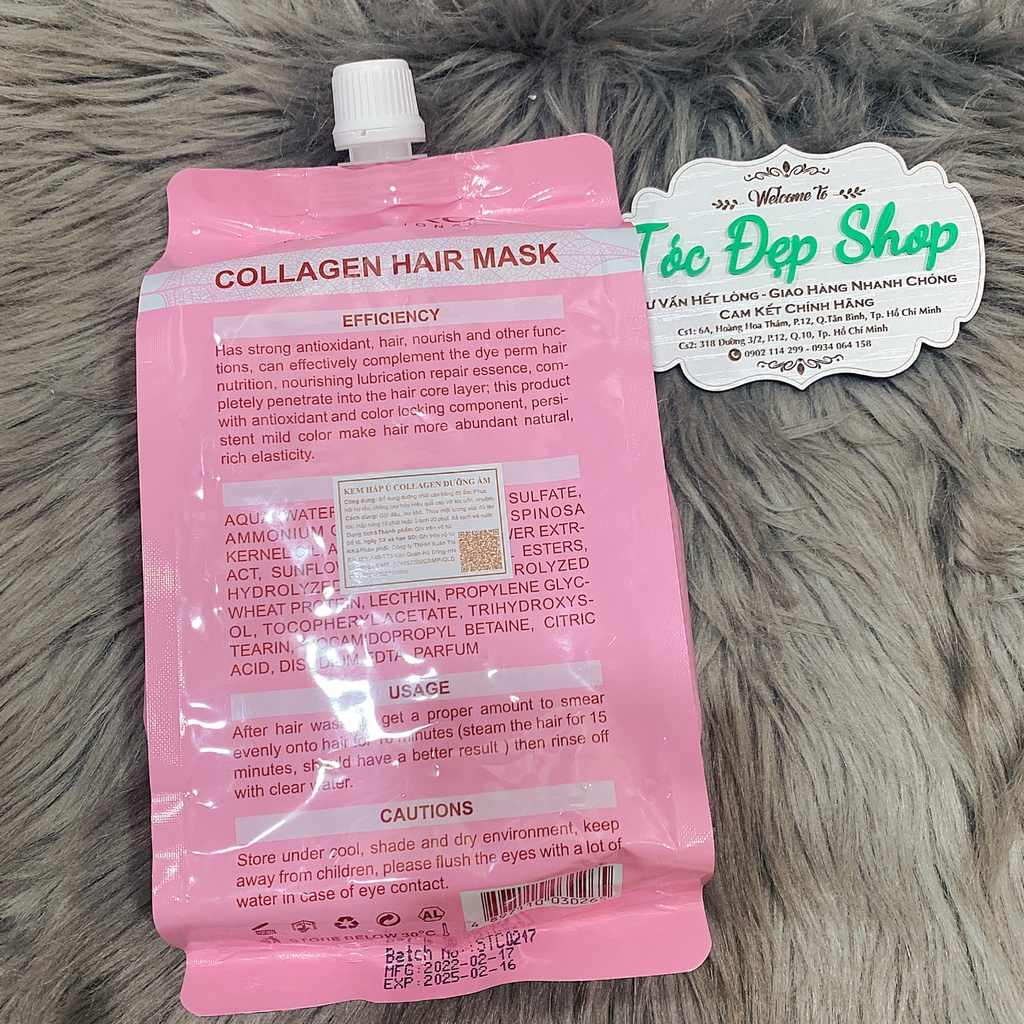 COLLAGEN HAIR MASK
EFFICIENCY
Has strong antioxidant, hair, nourish and other func-
tions, can effectively complement the dye perm hair
nutrition, nourishing lubrication repair essence, com-
pletely penetrate into the hair core layer; this product
with antioxidant and color locking component, persi-
stent mild color make hair more abundant natural,
rich elasticity.
SULFATE,
AMMONIUM SPINOSA
KERNEL EXTR-
ACT, ESTERS,
HYDROLYZED
WHEAT PROTEIN, LECTHIN, PROPYLENE GLYC-
OL, TOCOPHERYL ACETATE, TRIHYDROXYS-
TEARIN, COCAMIDOPROPYL BETAINE, CITRIC
ACID, DISODIUM EDTA, PARFUM
KEM HẤP Ủ COLLAGEN DƯỠNG ẨM
USAGE
After hair get a proper amount to smear
evenly onto hair for 10 minutes (steam the hair for 15
minutes, should have a better result ) then rinse off
with clear water.
CAUTIONS
Store under cool, shade and dry environment, keep
away from children, please flush the eyes with a lot of
water in case of eye contact.
AL
STORE BELOW 30°C
Batch No.:STC0217
MFG:2022-02-17
EXP:2025-02-16
Welcome to
Tóc Đẹp Shop
Vấn Hết lòng - Giao Hàng Nhanh Chóng
Cam Kết Chính Hãng
Cs1: 6A, Hoàng Hoa Thám, P.12, Q.Tân Bình, Tp. Hồ Chí Minh
Cs2: 318 Đường 3/2, P.12, Q.10, Tp. Hồ Chí Minh
0902 114 299 - 0934 064 158